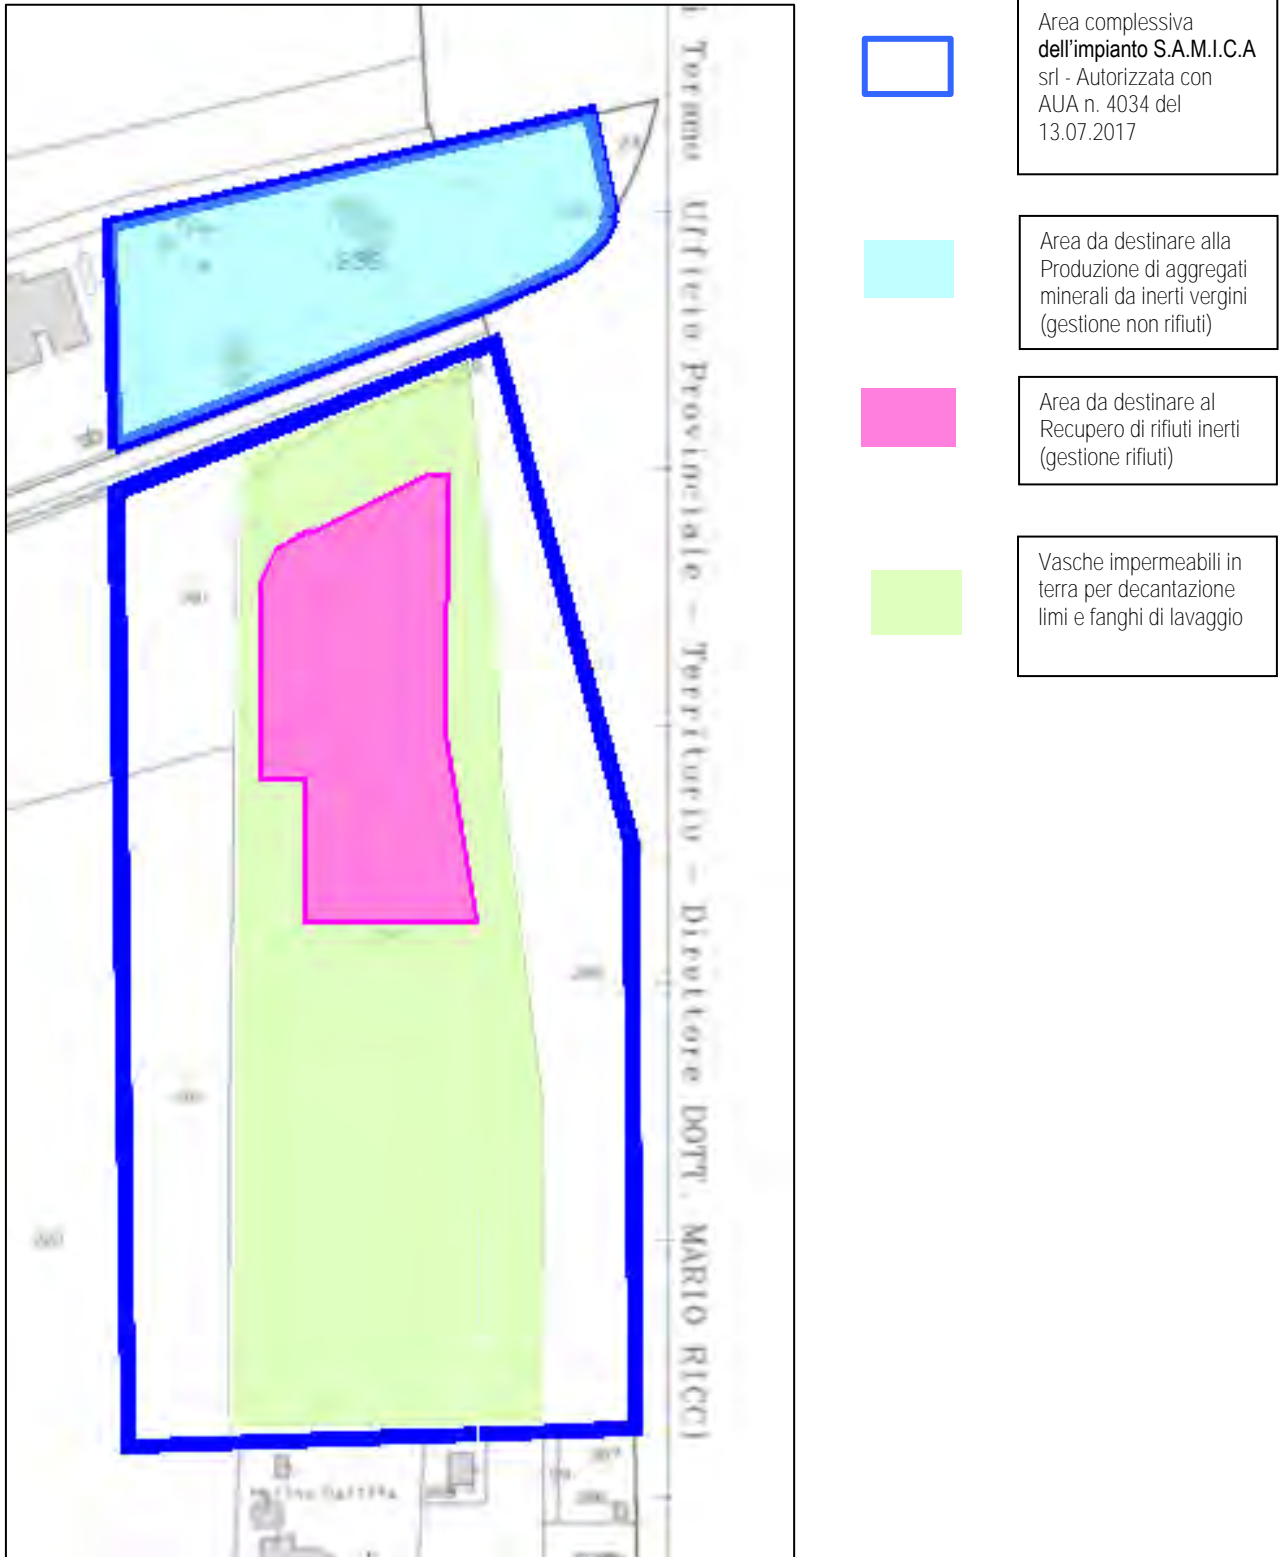 Teramo Ufficio Provinciale - Territorio - Direttore DOTT. MARIO RICCI
Area complessiva
dell'impianto S.A.M.I.C.A
srl - Autorizzata con
AUA n. 4034 del
13.07.2017
Area da destinare alla
Produzione di aggregati
minerali da inerti vergini
(gestione non rifiuti)
Area da destinare al
Recupero di rifiuti inerti
(gestione rifiuti)
Vasche impermeabili in
terra per decantazione
limi e fanghi di lavaggio